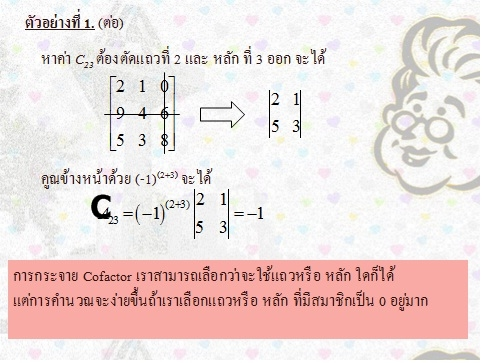 ตัวอย่างที่ 1. (ต่อ)
หาค่า C23 ต้องตัดแถวที่ 2 และ หลัก ที่ 3 ออก จะได้
2 1 0
9 4 6
5 3 8
2 1
5 3
คูณข้างหน้าด้วย (-1)^(2+3) จะได้
C23 = (−1)^(2+3) |2 1
5 3| = −1
การกระจาย Cofactor เราสามารถเลือกว่าจะใช้แถวหรือ หลัก ใดก็ได้
แต่การคำนวณจะง่ายขึ้นถ้าเราเลือกแถวหรือ หลัก ที่มีสมาชิกเป็น 0 อยู่มาก